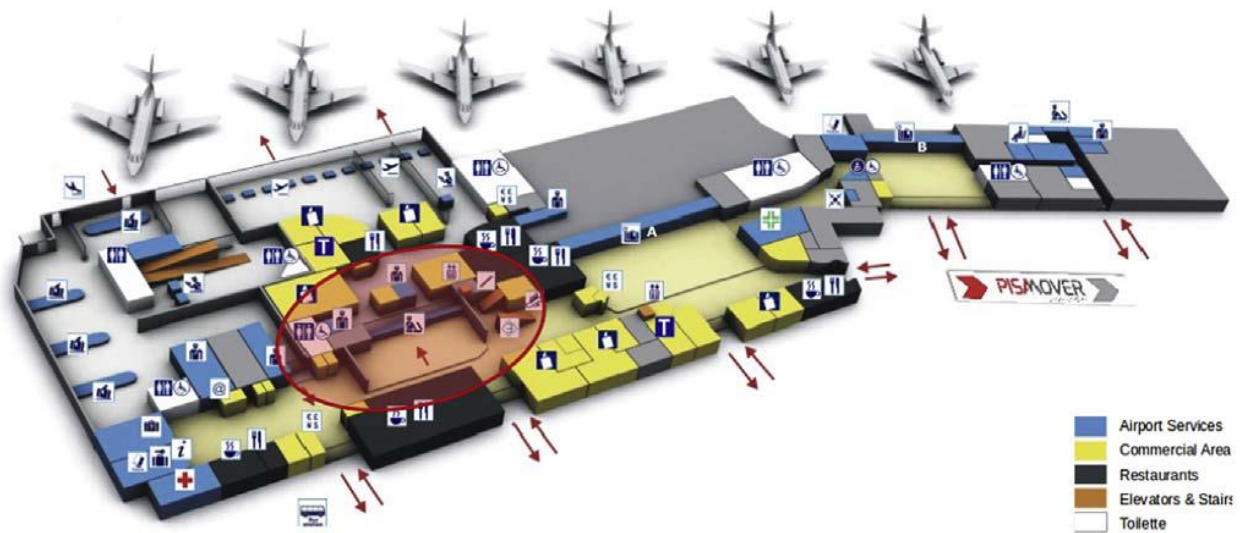 B
€ £
¥ $
A
T
€ £
¥ $
T
PISAMOVER
@
@
€ £
¥ $
i
Airport Services
Commercial Area
Restaurants
Elevators & Stairs
Toilette